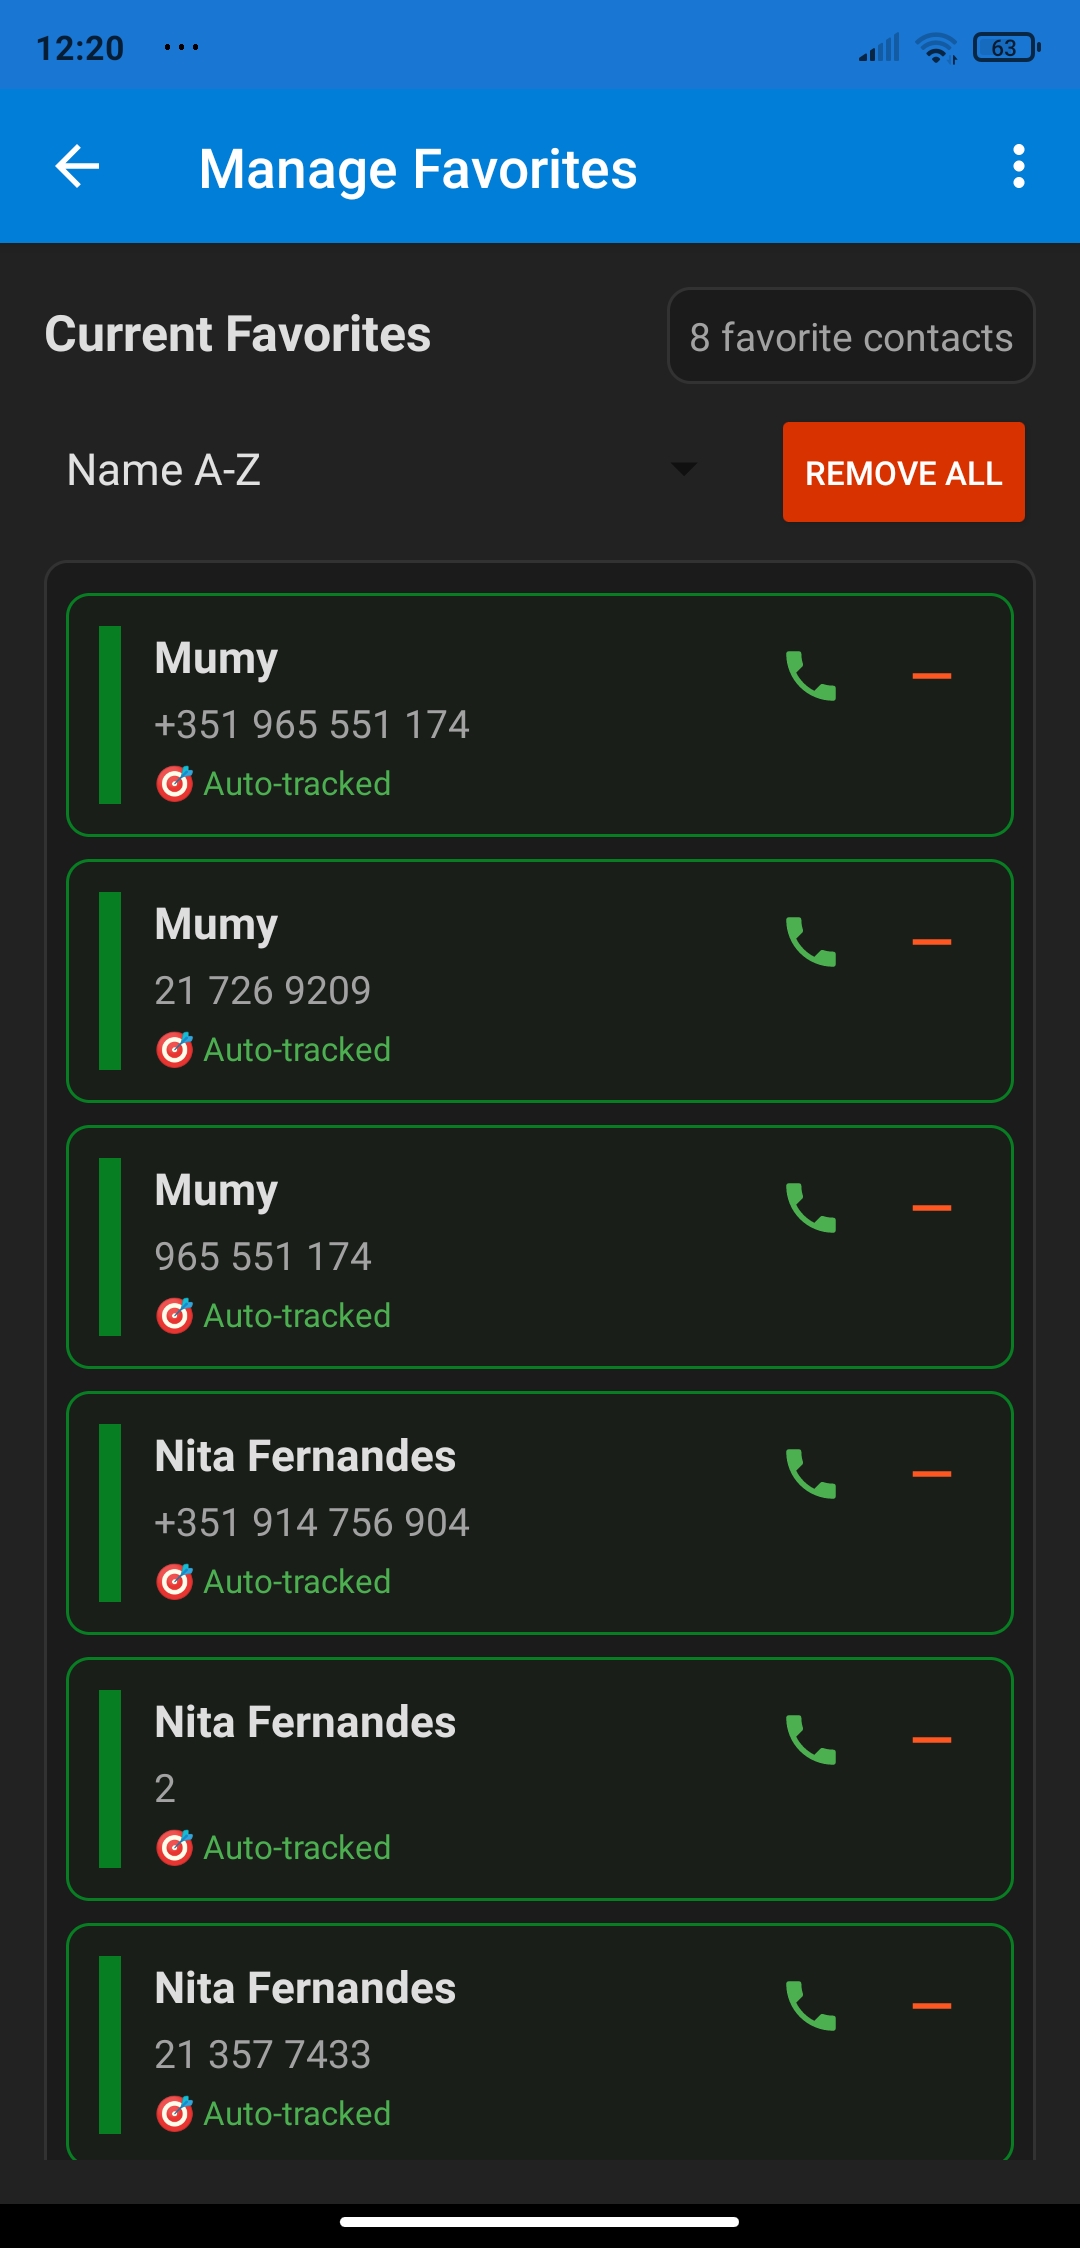 12:20 ...
63
Manage Favorites
Current Favorites
8 favorite contacts
Name A-Z
REMOVE ALL
Mumy
+351 965 551 174
Auto-tracked
Mumy
21 726 9209
Auto-tracked
Mumy
965 551 174
Auto-tracked
Nita Fernandes
+351 914 756 904
Auto-tracked
Nita Fernandes
2
Auto-tracked
Nita Fernandes
21 357 7433
Auto-tracked